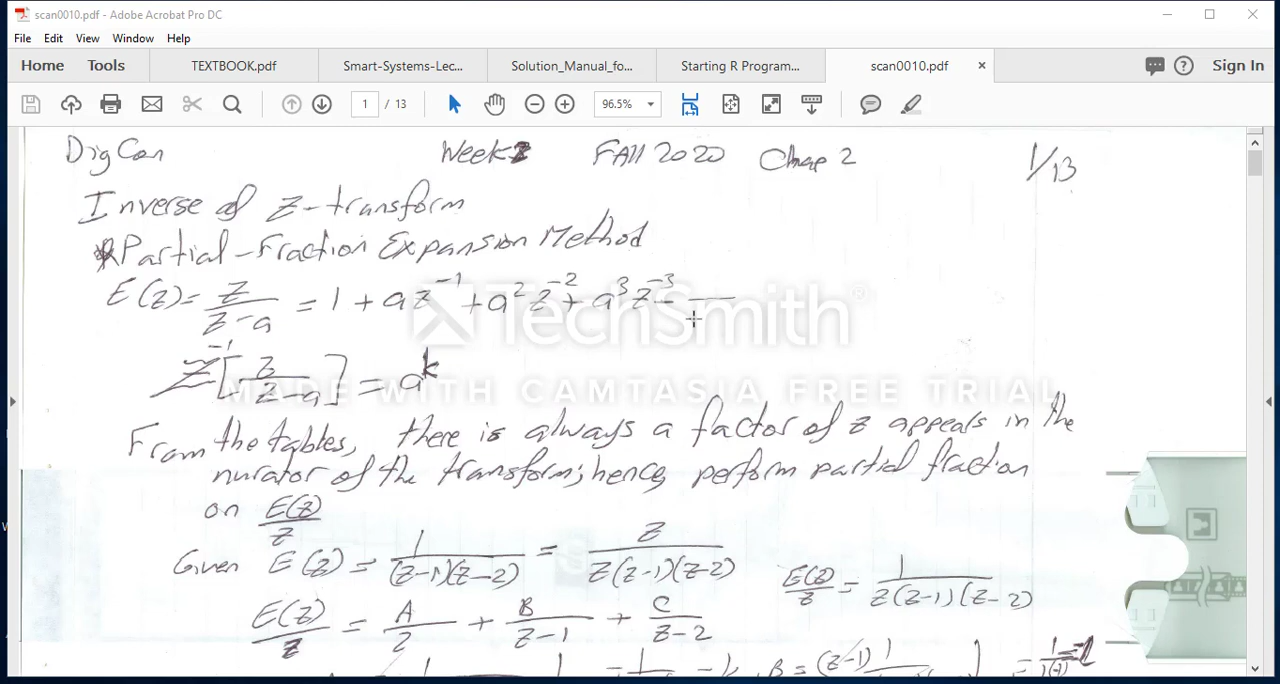 scan0010.pdf - Adobe Acrobat Pro DC
File Edit View Window Help
Home Tools TEXTBOOK.pdf Smart-Systems-Lec... Solution_Manual_fo... Starting R Program... scan0010.pdf × Sign In
1 / 13 96.5%
Dig Con Week Fall 2020 Chap 2 1/13
Inverse of Z-transform
*Partial-Fraction Expansion Method
E(z) = z/(z-a) = 1 + az⁻¹ + a²z⁻² + a³z⁻³ ---
TechSmith®
Z⁻¹[z/(z-a)] = aᵏ
MADE WITH CAMTASIA FREE TRIAL
From the tables, there is always a factor of z appears in the
nurator of the transform; hence, perform partial fraction
on E(z)/z
Given E(z) = 1/((z-1)(z-2)) = z/(z(z-1)(z-2)) E(z)/z = 1/(z(z-1)(z-2))
E(z)/z = A/z + B/(z-1) + C/(z-2)